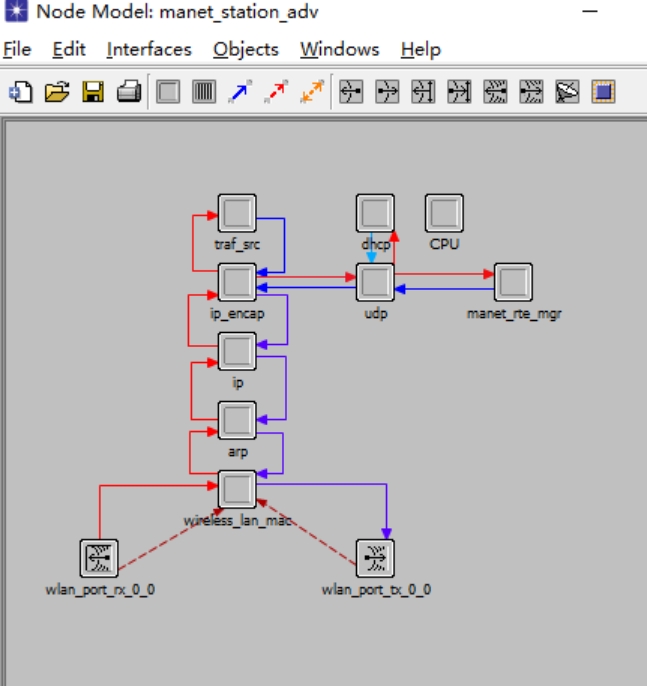 Node Model: manet_station_adv
File Edit Interfaces Objects Windows Help
traf_src
dhcp
CPU
ip_encap
udp
manet_rte_mgr
ip
arp
wireless_lan_mac
wlan_port_rx_0_0
wlan_port_tx_0_0